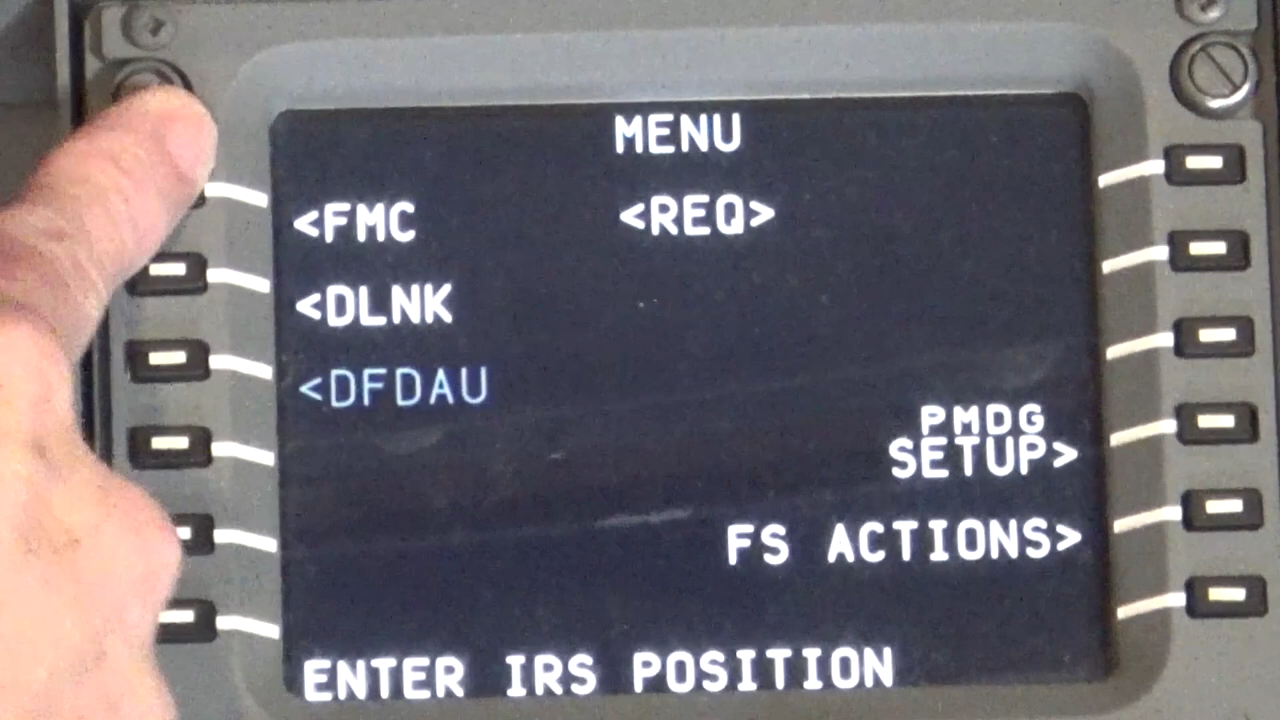 MENU
<FMC <REQ>
<DLNK
<DFDAU
PMDG
SETUP>
FS ACTIONS>
ENTER IRS POSITION